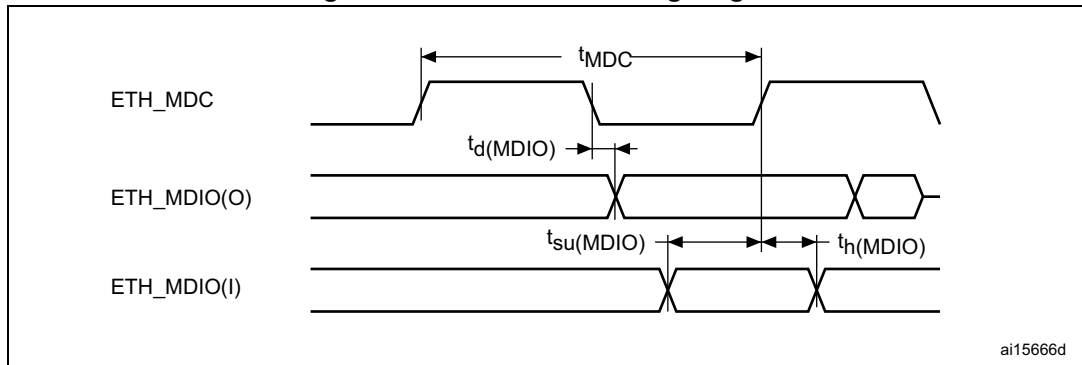 tMDC
ETH_MDC
td(MDIO)
ETH_MDIO(O)
tsu(MDIO)
th(MDIO)
ETH_MDIO(I)
ai15666d